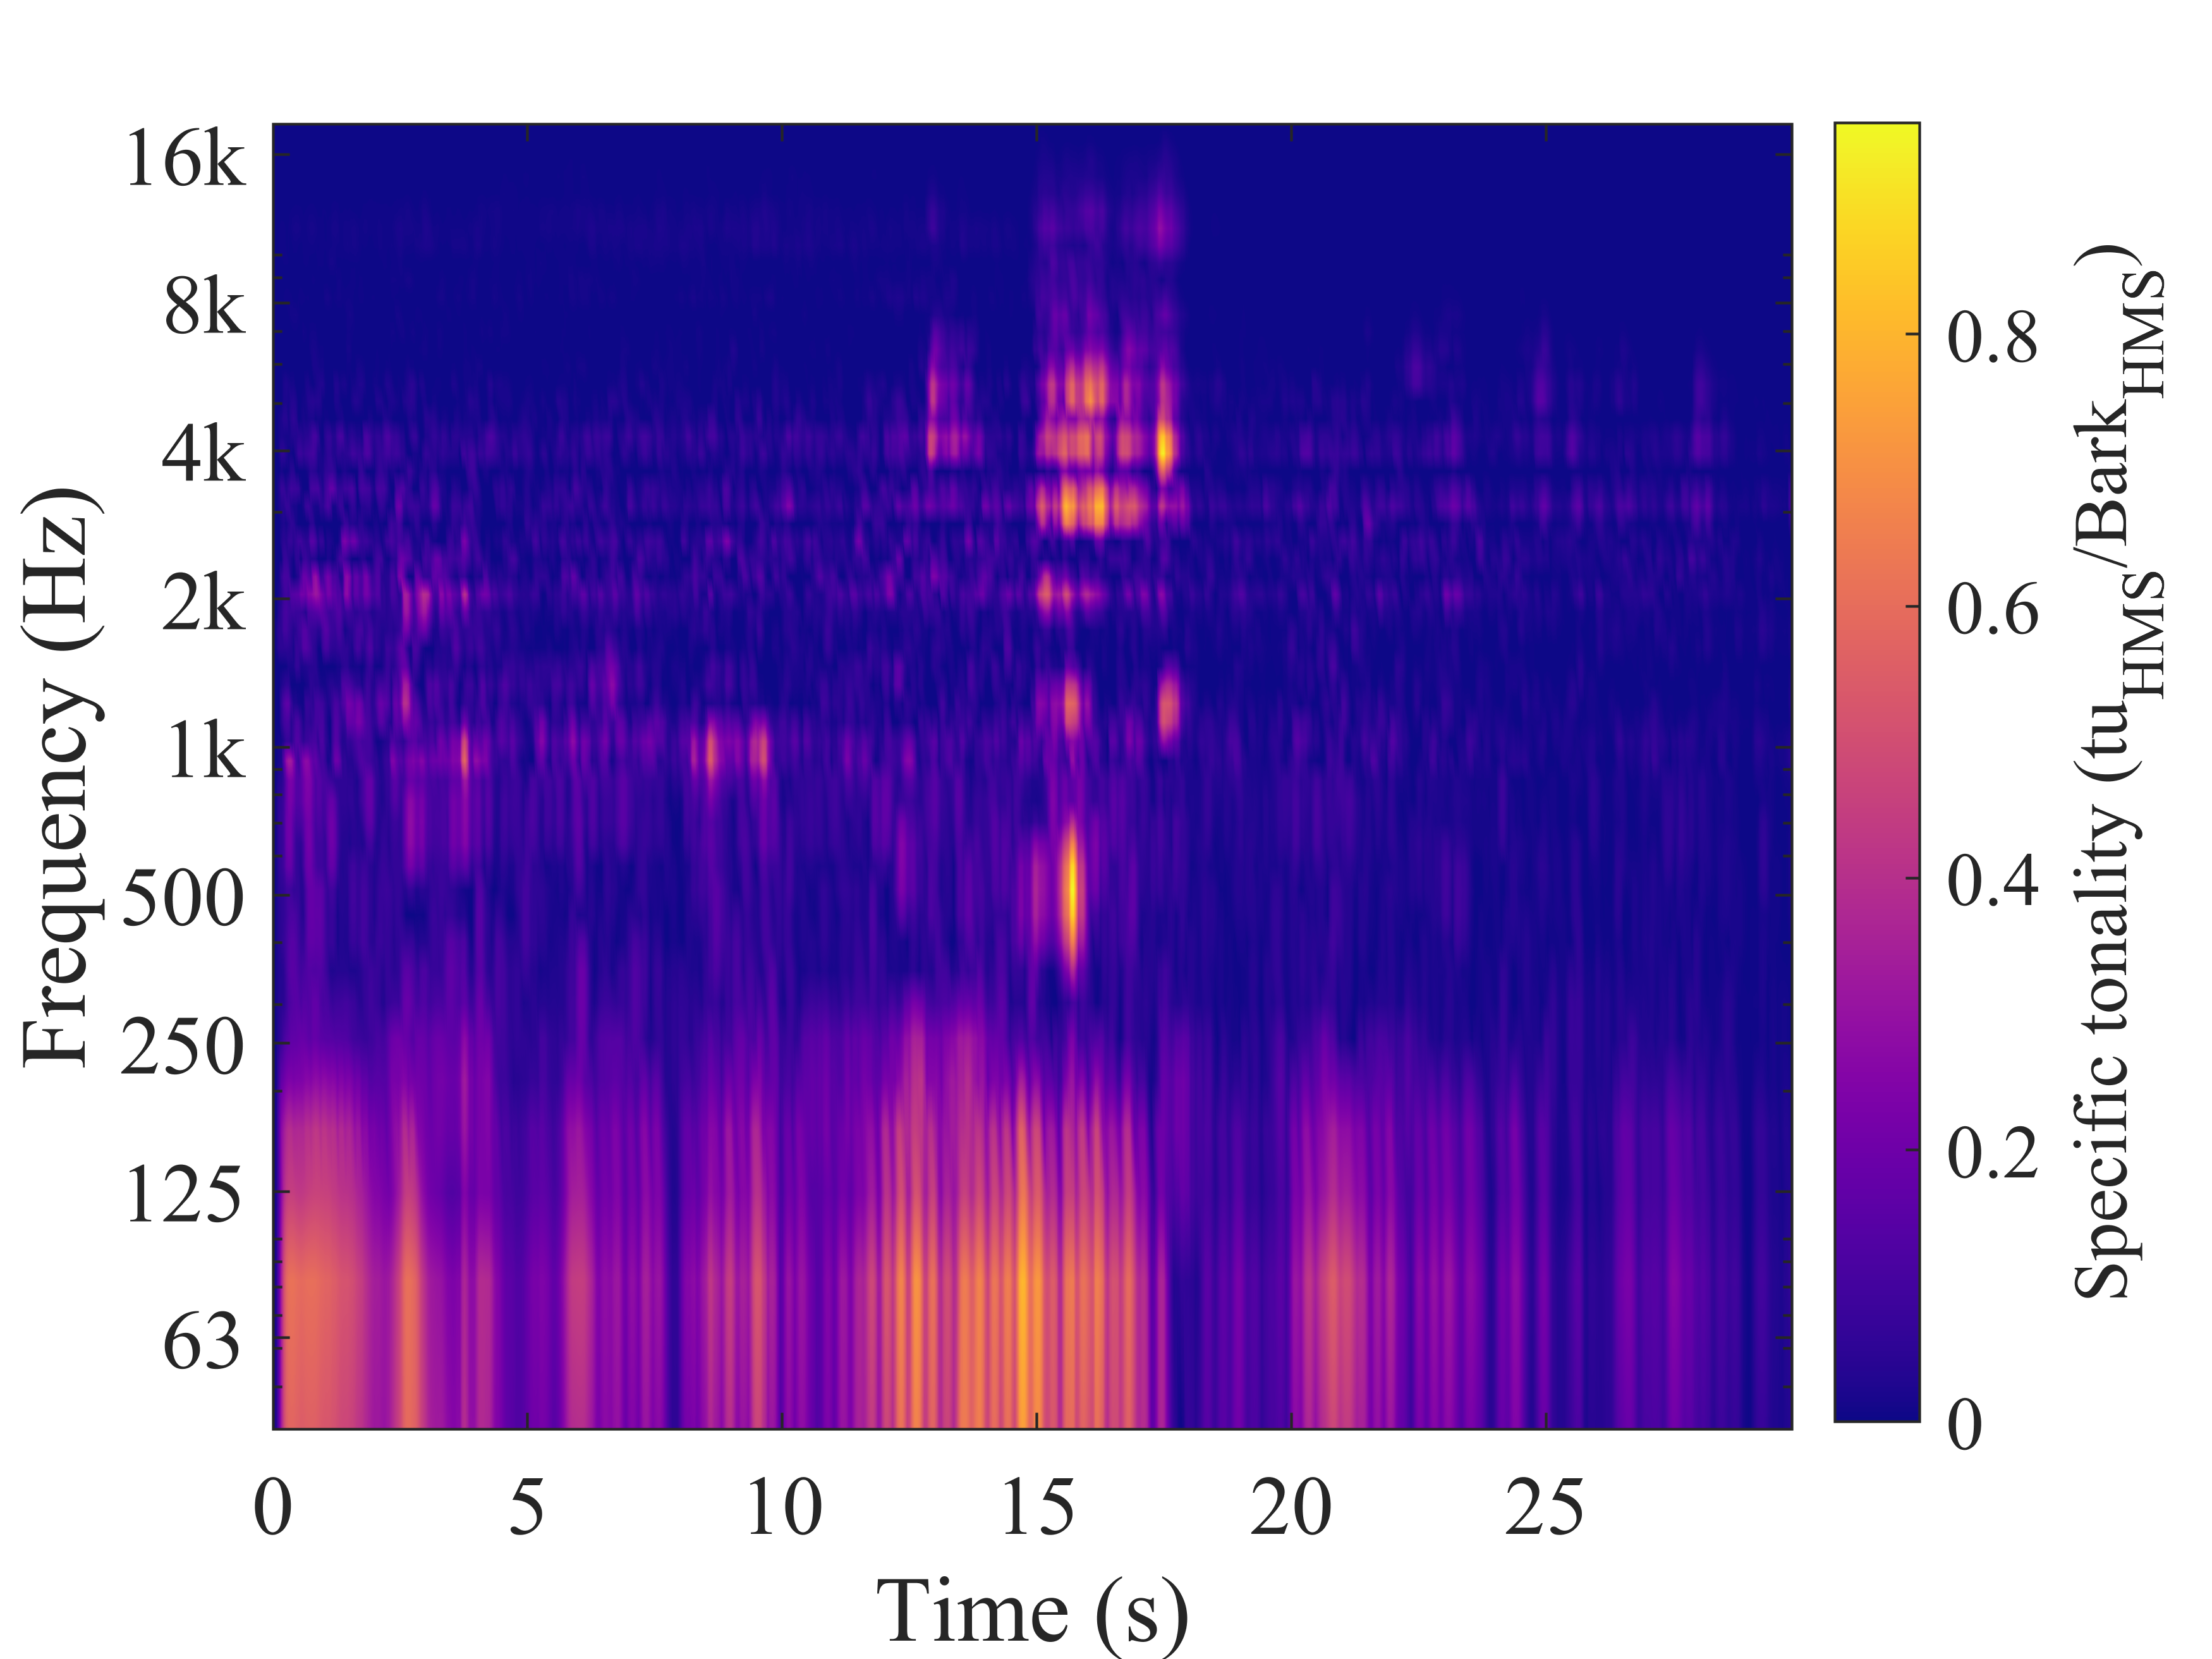 16k
8k
4k
2k
1k
500
250
125
63
Frequency (Hz)
0 5 10 15 20 25
Time (s)
0.8
0.6
0.4
0.2
0
Specific tonality (tuHMS/BarkHMS)